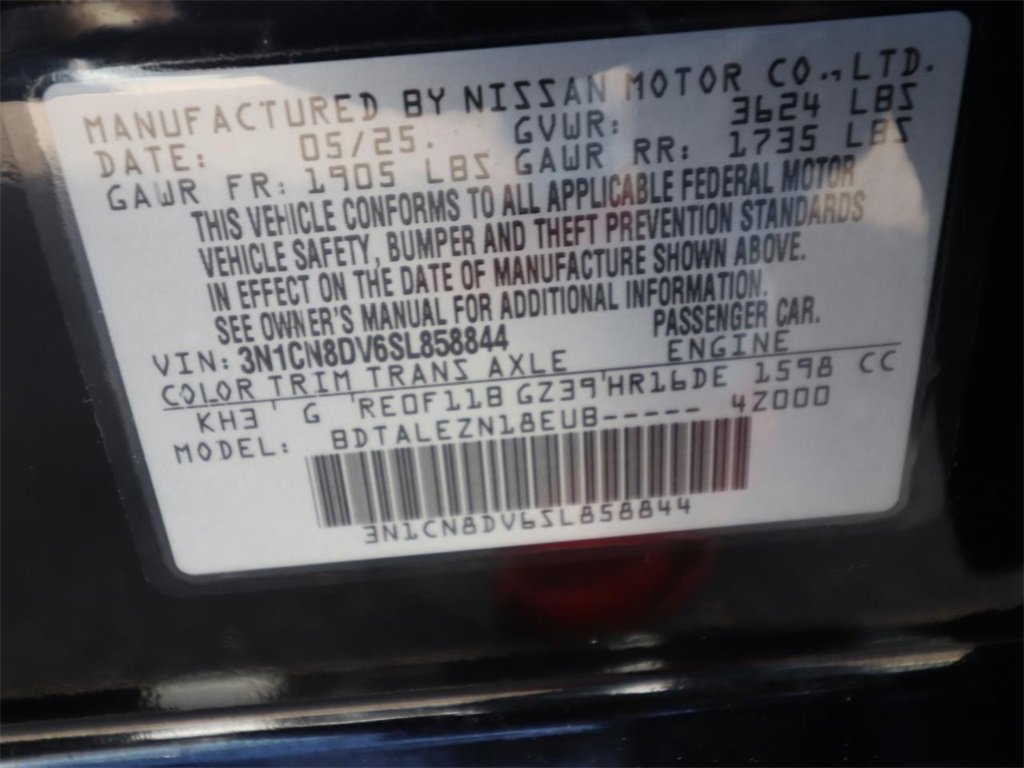 MANUFACTURED BY NISSAN MOTOR CO., LTD.
DATE: 05/25. GVWR: 3624 LBS
GAWR FR: 1905 LBS GAWR RR: 1735 LBS
THIS VEHICLE CONFORMS TO ALL APPLICABLE FEDERAL MOTOR
VEHICLE SAFETY, BUMPER AND THEFT PREVENTION STANDARDS
IN EFFECT ON THE DATE OF MANUFACTURE SHOWN ABOVE.
SEE OWNER'S MANUAL FOR ADDITIONAL INFORMATION.
VIN: 3N1CN8DV6SL858844 PASSENGER CAR.
COLOR TRIM TRANS AXLE ENGINE
KH3 ' G 'RE0F11B GZ39'HR16DE 1598 CC
MODEL: BDTALEZN18EUB----- 4Z000
3N1CN8DV6SL858844